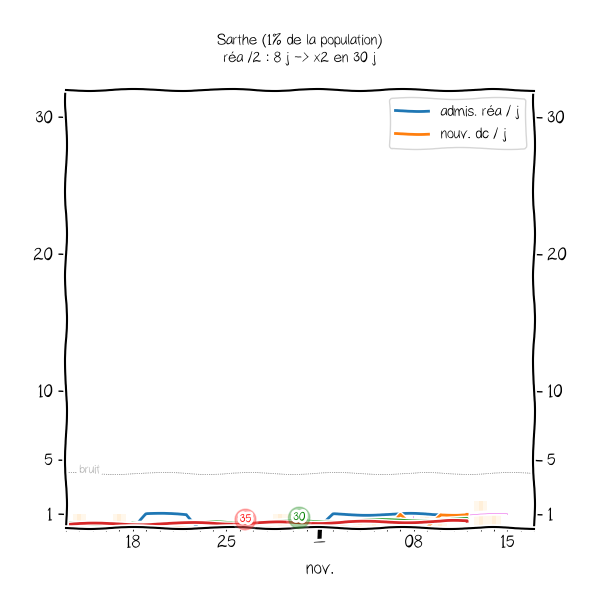 Sarthe (1% de la population)
réa /2 : 8 j -> x2 en 30 j
admis. réa / j
nouv. dc / j
30
30
20
20
10
10
5
5
bruit
1
1
35
30
18
25
1
08
15
nov.